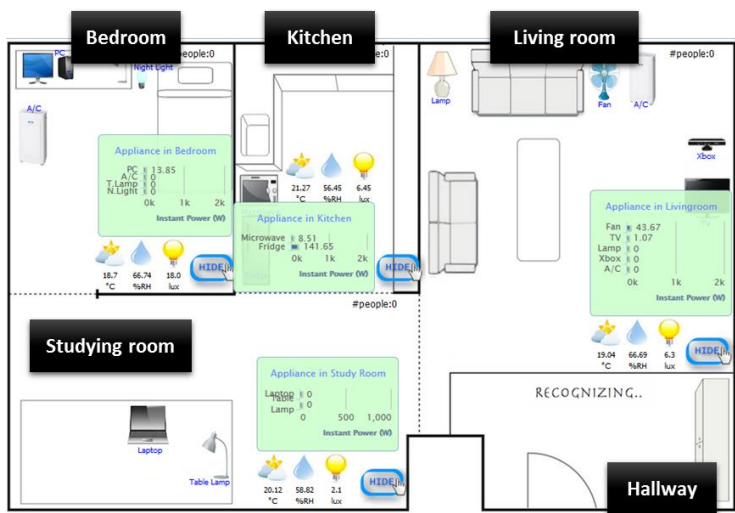 Bedroom
Kitchen
Living room
PC
#people:0
Night Light
A/C
#people:0
Lamp
Fan
A/C
Xbox
Appliance in Bedroom
PC 13.85
A/C 0
T.Lamp 0
N.Light 0
0k 1k 2k
Instant Power (W)
18.7 66.74 18.0
°C %RH lux
HIDE
21.27 56.45 6.45
°C %RH lux
Appliance in Kitchen
Microwave 8.51
Fridge 141.65
0k 1k 2k
Instant Power (W)
HIDE
Appliance in Livingroom
Fan 43.67
TV 1.07
Lamp 0
Xbox 0
A/C 0
0k 1k 2k
Instant Power (W)
19.04 66.69 6.3
°C %RH lux
HIDE
#people:0
Studying room
Appliance in Study Room
Laptop 0
Table Lamp 0
0 500 1,000
Instant Power (W)
20.12 58.82 2.1
°C %RH lux
HIDE
Laptop
Table Lamp
RECOGNIZING..
Hallway